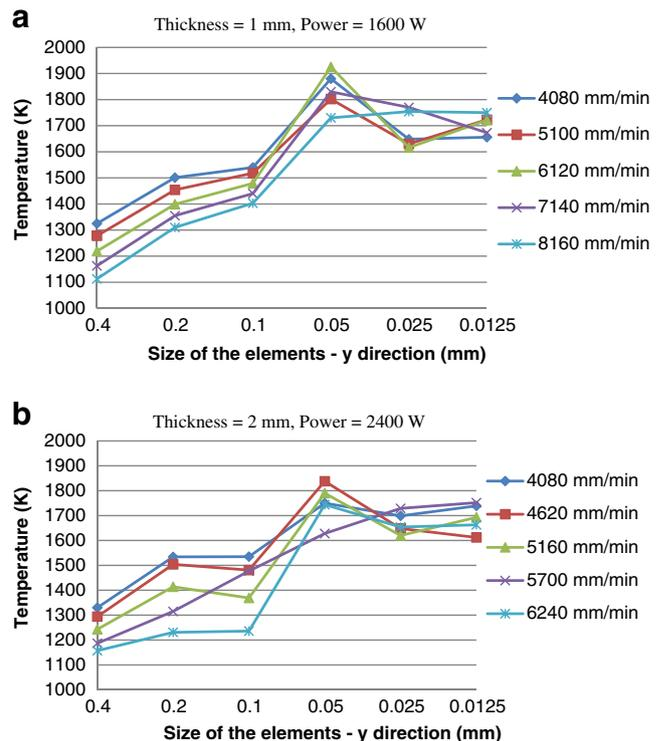 a
Thickness = 1 mm, Power = 1600 W
Temperature (K)
2000
1900
1800
1700
1600
1500
1400
1300
1200
1100
1000
0.4 0.2 0.1 0.05 0.025 0.0125
Size of the elements - y direction (mm)
4080 mm/min
5100 mm/min
6120 mm/min
7140 mm/min
8160 mm/min
b
Thickness = 2 mm, Power = 2400 W
Temperature (K)
2000
1900
1800
1700
1600
1500
1400
1300
1200
1100
1000
0.4 0.2 0.1 0.05 0.025 0.0125
Size of the elements - y direction (mm)
4080 mm/min
4620 mm/min
5160 mm/min
5700 mm/min
6240 mm/min